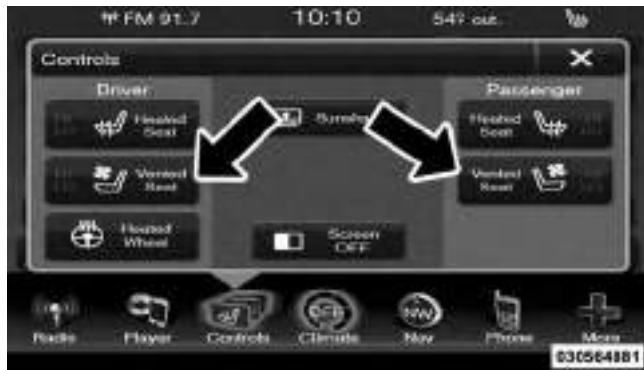 FM 91.7 10:10 54° out.
Controls
Driver
Passenger
Heated Seat
Heated Seat
Vented Seat
Vented Seat
Heated Wheel
Screen OFF
Radio Player Controls Climate Nav Phone More
030564881